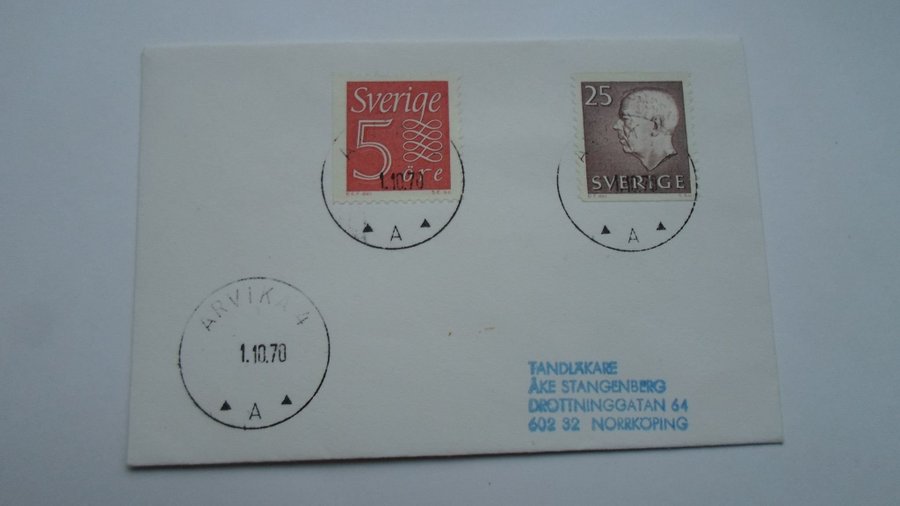 Sverige
5
öre
1.10.70
A
25
SVERIGE
A
ARVIKA 4
1.10.70
A
TANDLÄKARE
ÅKE STANGENBERG
DROTTNINGGATAN 64
602 32 NORRKÖPING